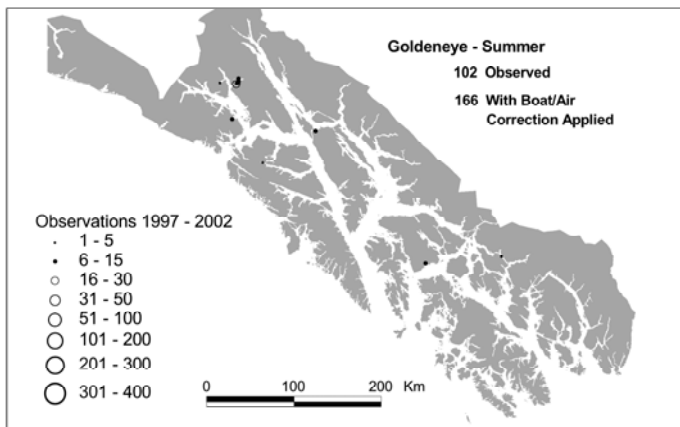 Goldeneye - Summer
102 Observed
166 With Boat/Air
Correction Applied
Observations 1997 - 2002
1 - 5
6 - 15
16 - 30
31 - 50
51 - 100
101 - 200
201 - 300
301 - 400
0 100 200 Km